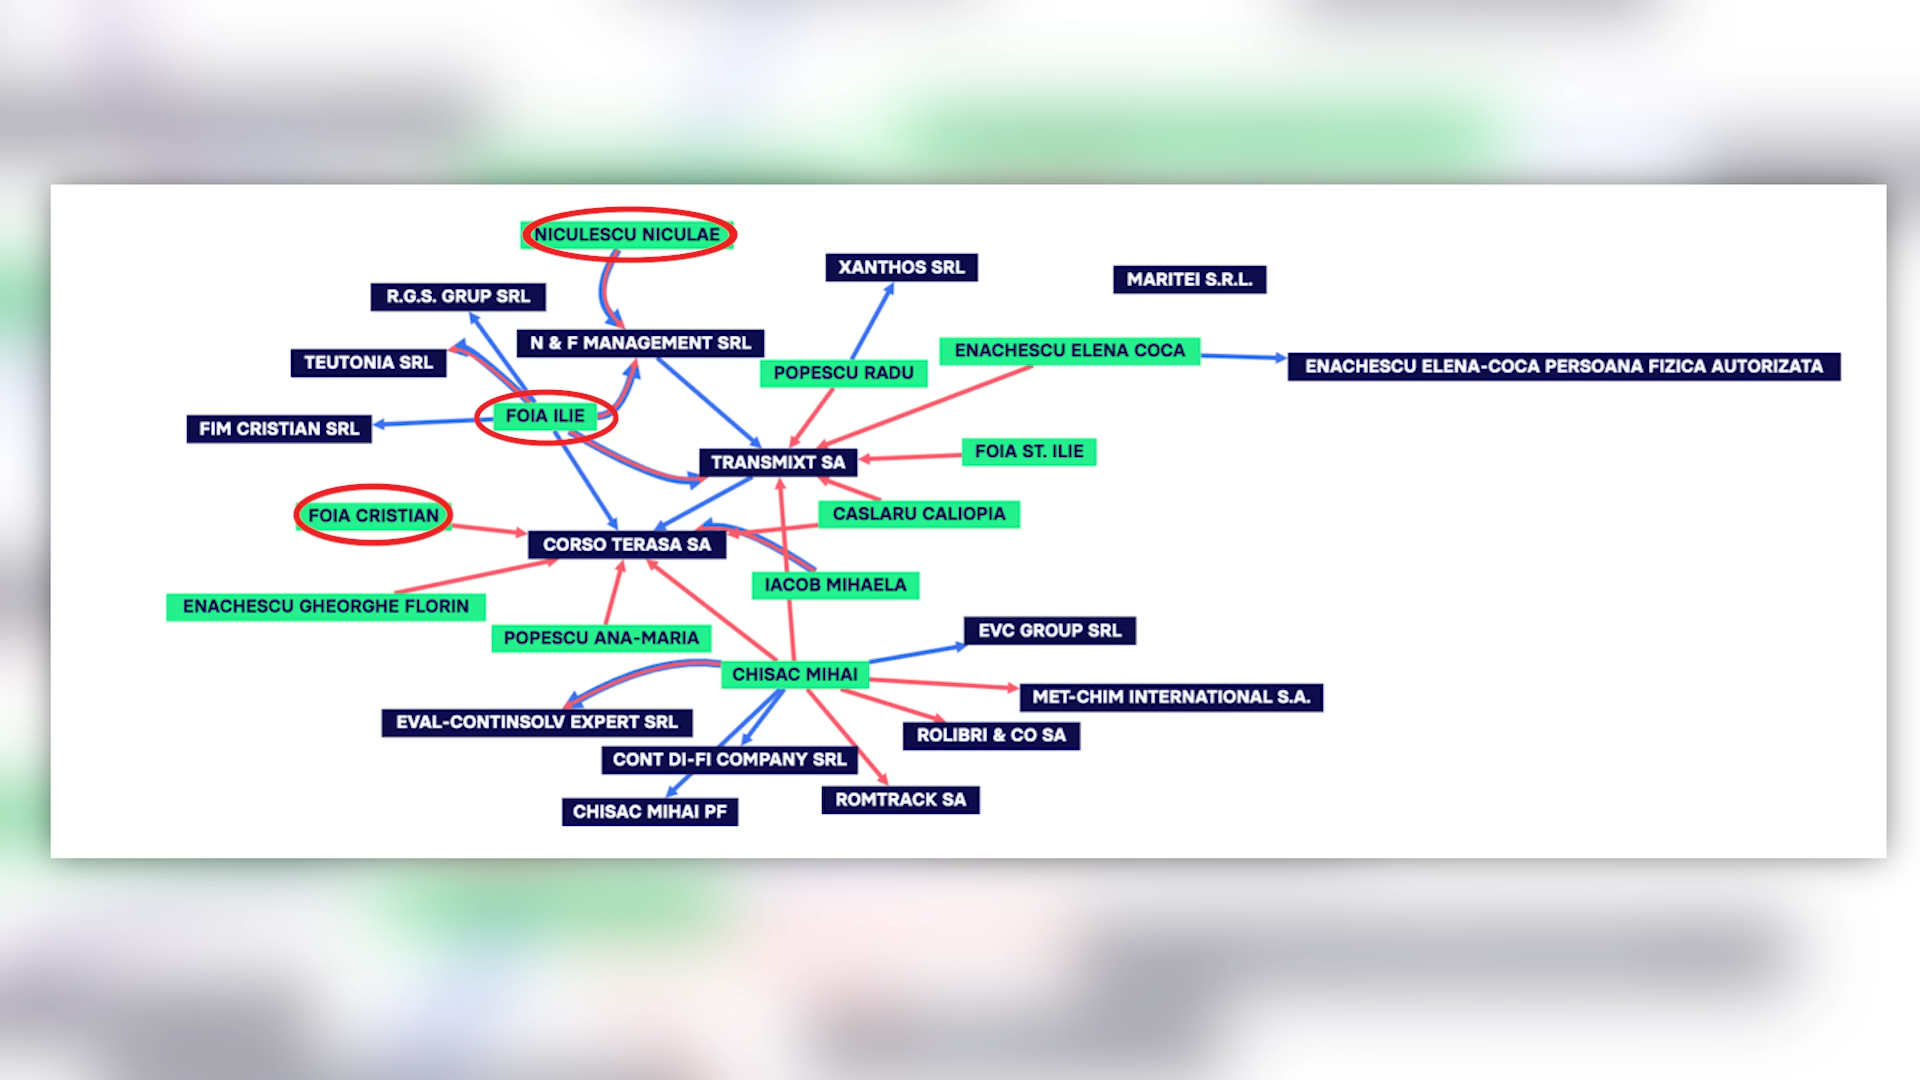 NICULESCU NICULAE
XANTHOS SRL
MARITEI S.R.L.
R.G.S. GRUP SRL
N & F MANAGEMENT SRL
ENACHESCU ELENA COCA
TEUTONIA SRL
POPESCU RADU
ENACHESCU ELENA-COCA PERSOANA FIZICA AUTORIZATA
FOIA ILIE
FIM CRISTIAN SRL
FOIA ST. ILIE
TRANSMIXT SA
FOIA CRISTIAN
CASLARU CALIOPIA
CORSO TERASA SA
IACOB MIHAELA
ENACHESCU GHEORGHE FLORIN
POPESCU ANA-MARIA
EVC GROUP SRL
CHISAC MIHAI
MET-CHIM INTERNATIONAL S.A.
EVAL-CONTINSOLV EXPERT SRL
ROLIBRI & CO SA
CONT DI-FI COMPANY SRL
ROMTRACK SA
CHISAC MIHAI PF